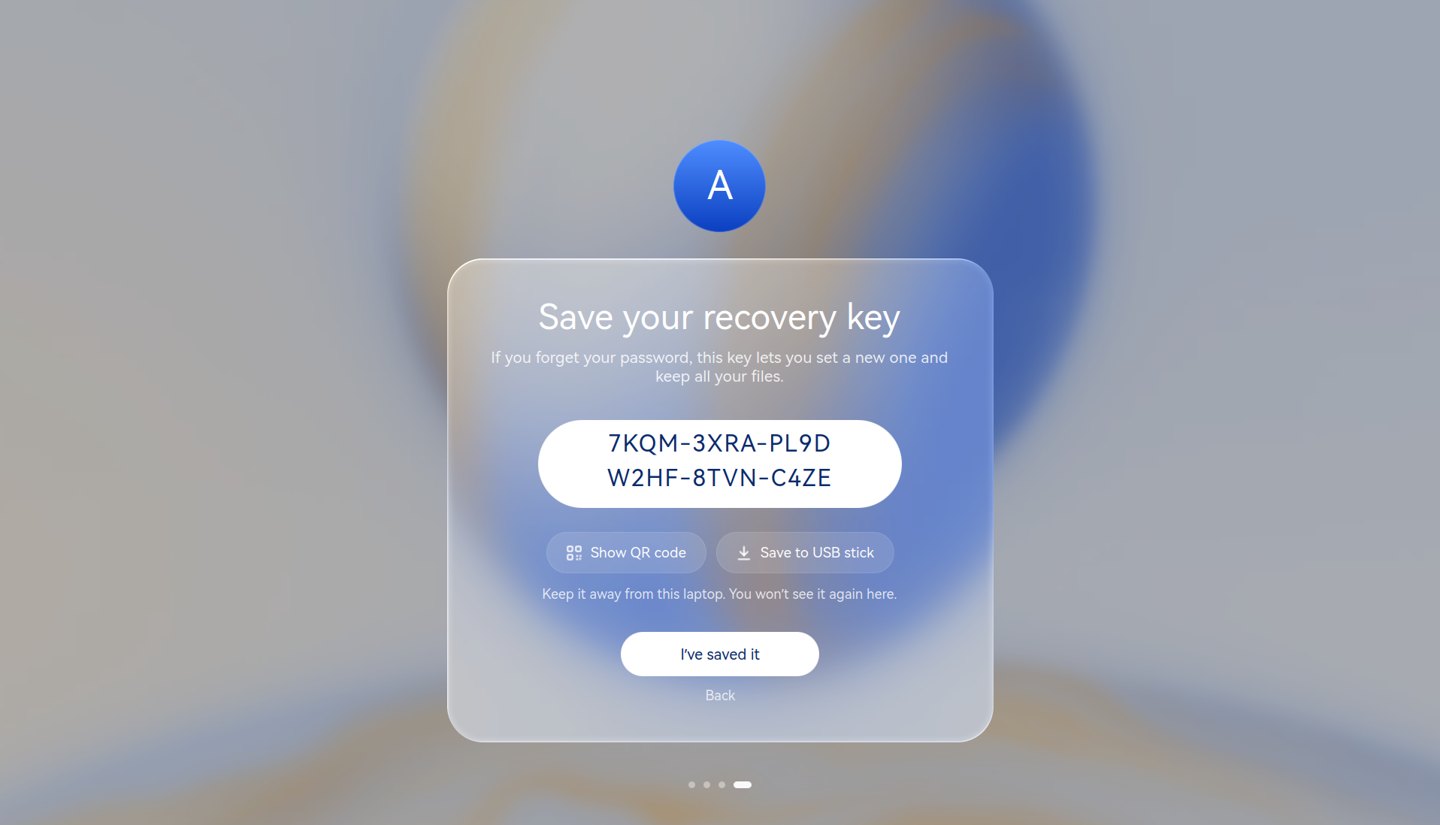 A
Save your recovery key
If you forget your password, this key lets you set a new one and
keep all your files.
7KQM-3XRA-PL9D
W2HF-8TVN-C4ZE
Show QR code
Save to USB stick
Keep it away from this laptop. You won’t see it again here.
I’ve saved it
Back